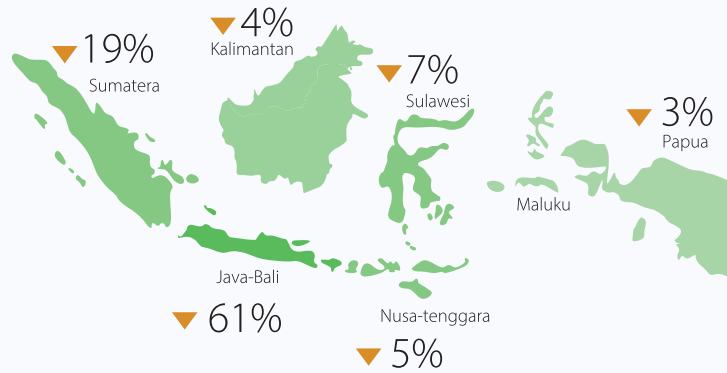 4%
Kalimantan
19%
Sumatera
7%
Sulawesi
3%
Papua
Maluku
Java-Bali
61%
Nusa-tenggara
5%